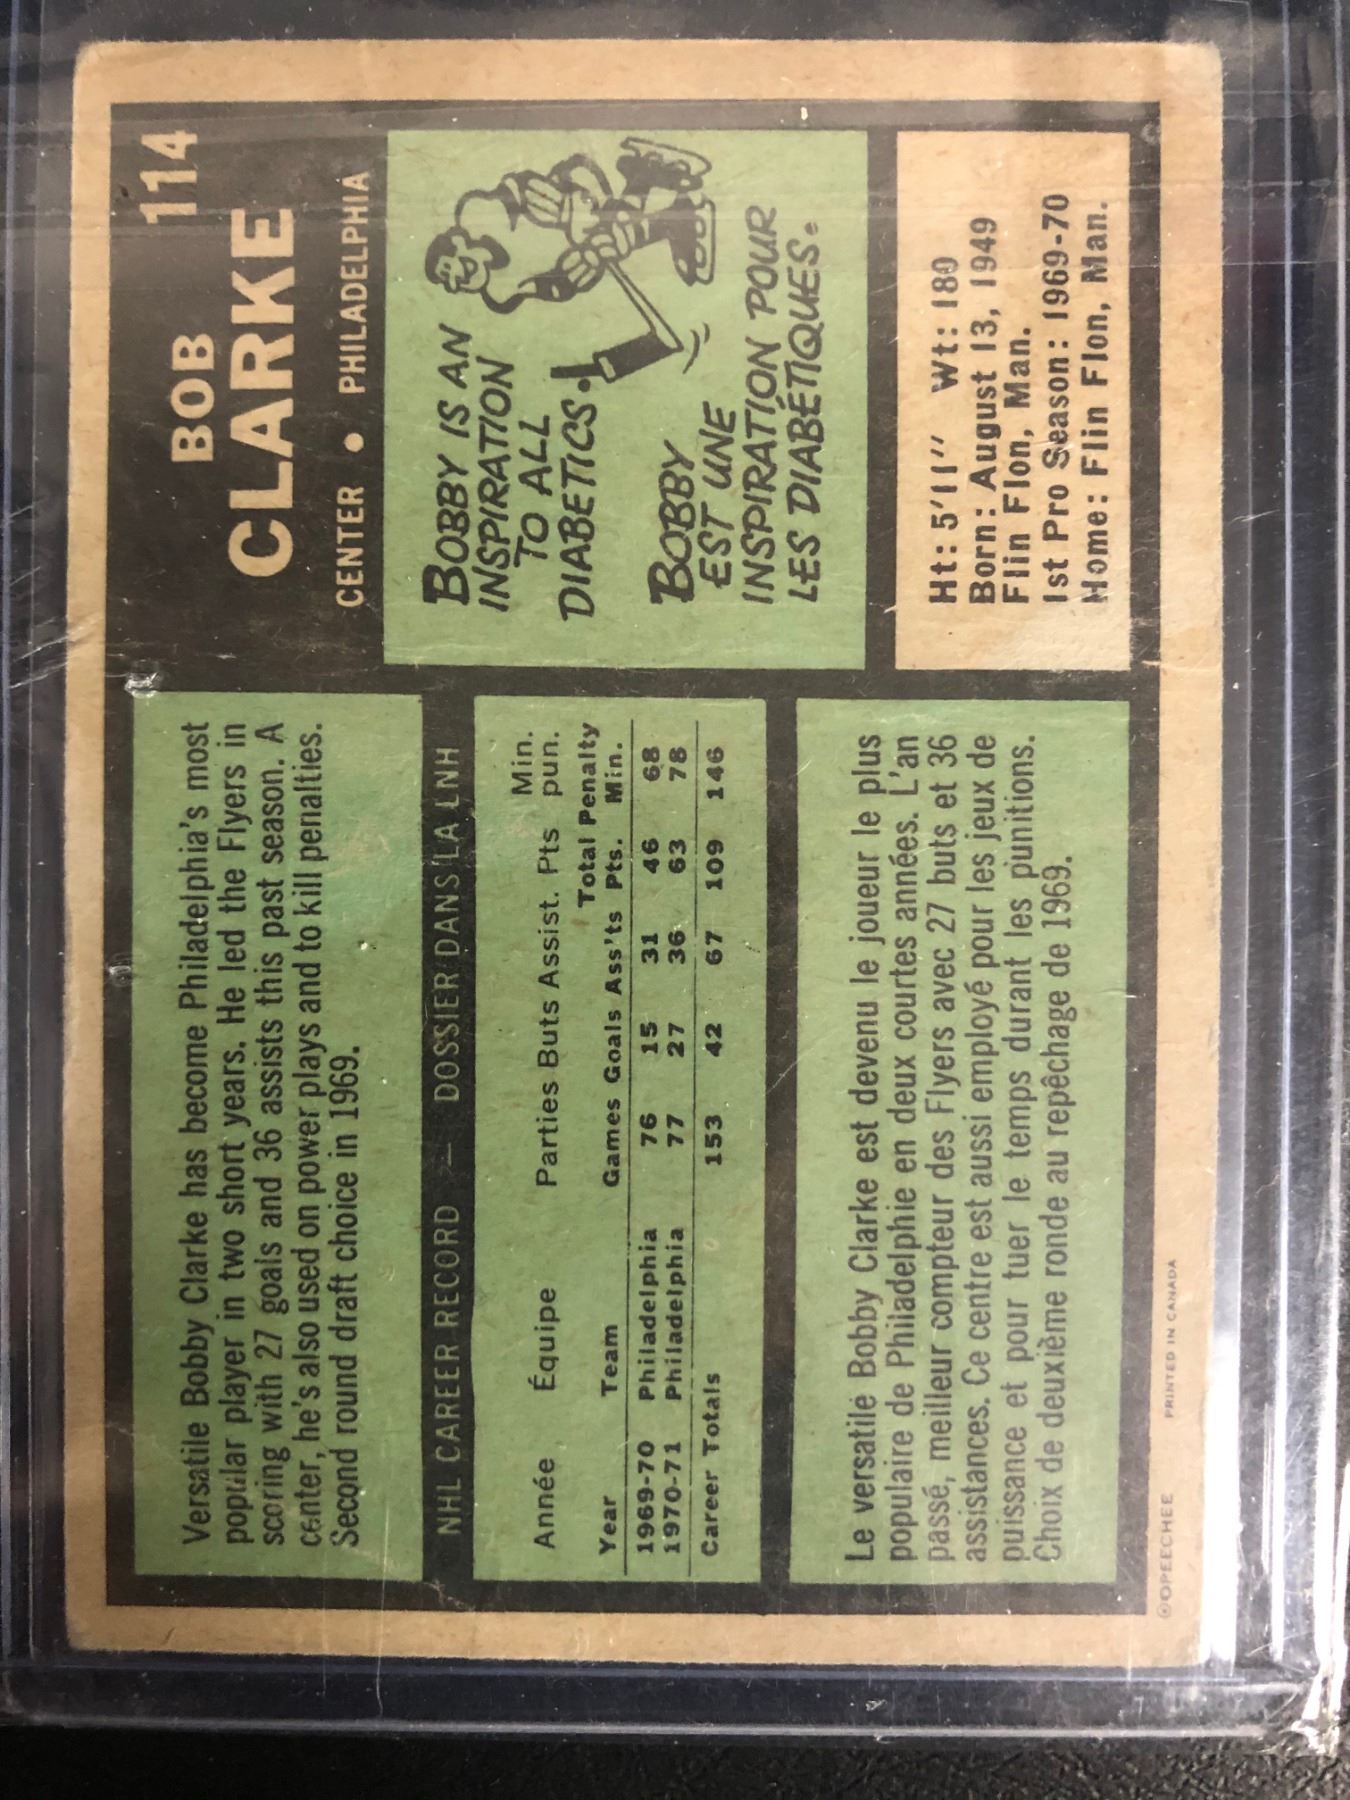 Versatile Bobby Clarke has become Philadelphia's most
popular player in two short years. He led the Flyers in
scoring with 27 goals and 36 assists this past season. A
center, he's also used on power plays and to kill penalties.
Second round draft choice in 1969.
NHL CAREER RECORD — DOSSIER DANS LA LNH
Année Équipe Parties Buts Assist. Pts Min. pun.
Year Team Games Goals Ass'ts Total Pts. Penalty Min.
1969-70 Philadelphia 76 15 31 46 68
1970-71 Philadelphia 77 27 36 63 78
Career Totals 153 42 67 109 146
Le versatile Bobby Clarke est devenu le joueur le plus
populaire de Philadelphie en deux courtes années. L'an
passé, meilleur compteur des Flyers avec 27 buts et 36
assistances. Ce centre est aussi employé pour les jeux de
puissance et pour tuer le temps durant les punitions.
Choix de deuxième ronde au repêchage de 1969.
©OPEECHEE PRINTED IN CANADA
114
BOB
CLARKE
CENTER • PHILADELPHIA
BOBBY IS AN
INSPIRATION
TO ALL
DIABETICS.
BOBBY
EST UNE
INSPIRATION POUR
LES DIABÉTIQUES.
Ht: 5'11" Wt: 180
Born: August 13, 1949
Flin Flon, Man.
1st Pro Season: 1969-70
Home: Flin Flon, Man.